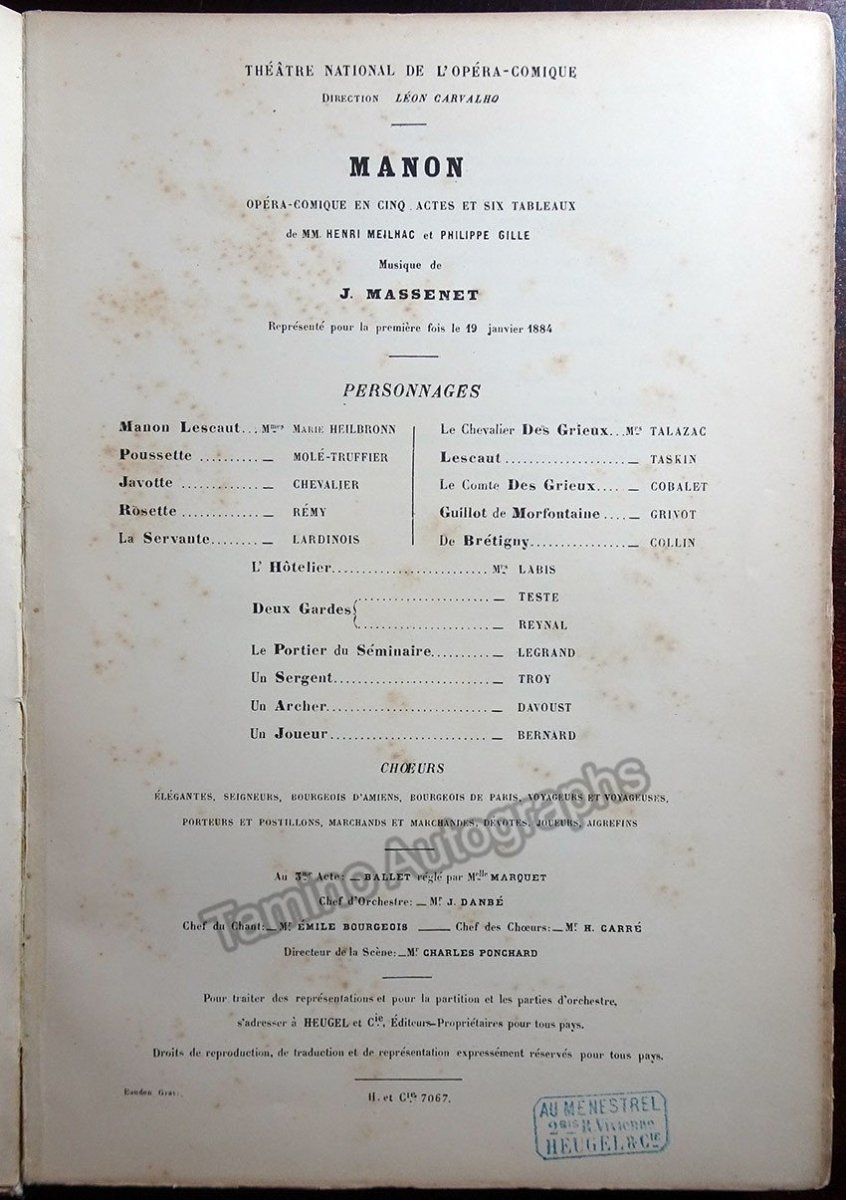 THÉÂTRE NATIONAL DE L'OPÉRA-COMIQUE
DIRECTION LÉON CARVALHO
MANON
OPÉRA-COMIQUE EN CINQ ACTES ET SIX TABLEAUX
de MM. HENRI MEILHAC et PHILIPPE GILLE
Musique de
J. MASSENET
Représenté pour la première fois le 19 janvier 1884
PERSONNAGES
Manon Lescaut... Mmes MARIE HEILBRONN
Poussette .......... — MOLÉ-TRUFFIER
Javotte ............. — CHEVALIER
Rosette ............. — RÉMY
La Servante........ — LARDINOIS
Le Chevalier Des Grieux... Mrs TALAZAC
Lescaut .................... — TASKIN
Le Comte Des Grieux.... — COBALET
Guillot de Morfontaine .... — GRIVOT
De Brétigny................ — COLLIN
L'Hôtelier.......................... Mrs LABIS
Deux Gardes { ...................... — TESTE
...................... — REYNAL
Le Portier du Séminaire.......... — LEGRAND
Un Sergent......................... — TROY
Un Archer.......................... — DAVOUST
Un Joueur.......................... — BERNARD
CHŒURS
ÉLÉGANTES, SEIGNEURS, BOURGEOIS D'AMIENS, BOURGEOIS DE PARIS, VOYAGEURS ET VOYAGEUSES,
PORTEURS ET POSTILLONS, MARCHANDS ET MARCHANDES, DÉVOTES, JOUEURS, AIGREFINS
Au 3me Acte: — BALLET réglé par Melle MARQUET
Chef d'Orchestre: — Mr J. DANBÉ
Chef du Chant: — Mr ÉMILE BOURGEOIS —— Chef des Chœurs: — Mr H. CARRÉ
Directeur de la Scène: — Mr CHARLES PONCHARD
Pour traiter des représentations et pour la partition et les parties d'orchestre,
s'adresser à HEUGEL et Cie, Éditeurs-Propriétaires pour tous pays.
Droits de reproduction, de traduction et de représentation expressément réservés pour tous pays.
Baudon Grav.
H. et Cie 7067.
AU MENESTREL
2BIS R. Vivienne
HEUGEL & Cie
Tamino Autographs